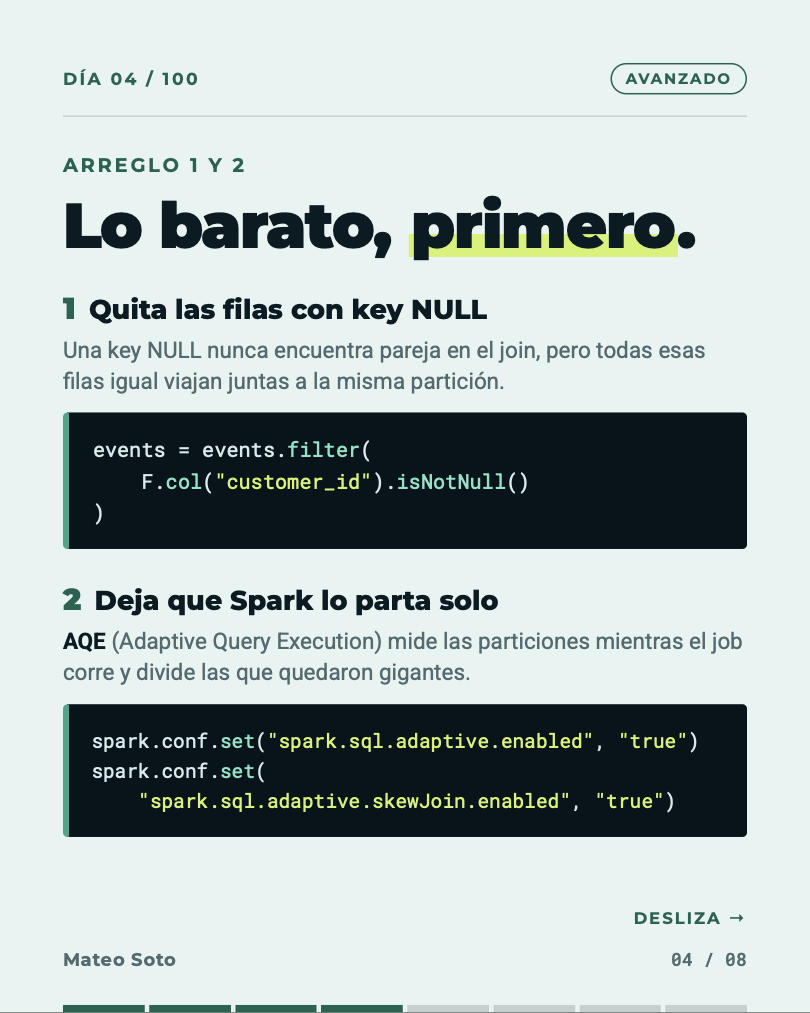 DÍA 04 / 100
AVANZADO
ARREGLO 1 Y 2
Lo barato, primero.
1 Quita las filas con key NULL
Una key NULL nunca encuentra pareja en el join, pero todas esas
filas igual viajan juntas a la misma partición.
events = events.filter(
    F.col("customer_id").isNotNull()
)
2 Deja que Spark lo parta solo
AQE (Adaptive Query Execution) mide las particiones mientras el job
corre y divide las que quedaron gigantes.
spark.conf.set("spark.sql.adaptive.enabled", "true")
spark.conf.set(
    "spark.sql.adaptive.skewJoin.enabled", "true")
DESLIZA →
Mateo Soto
04 / 08